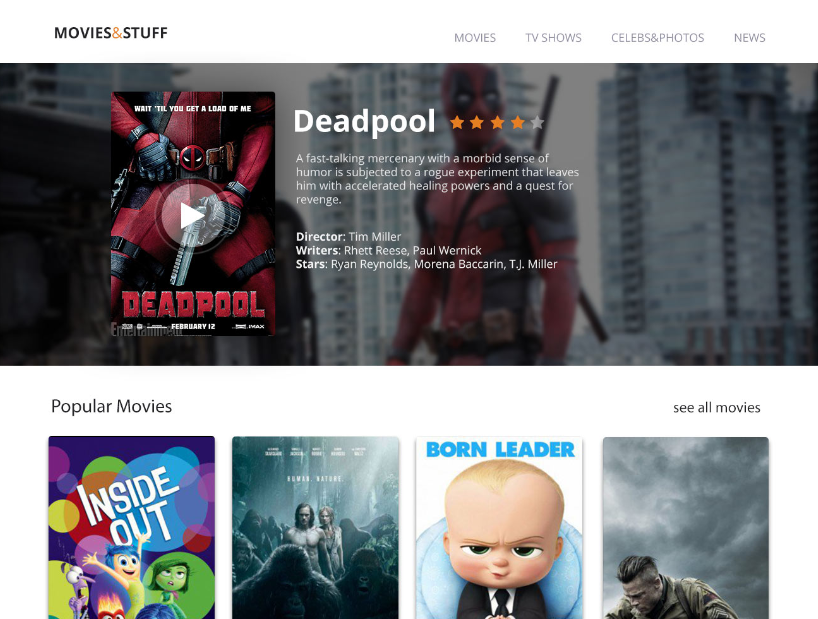 MOVIES&STUFF
MOVIES TV SHOWS CELEBS&PHOTOS NEWS
WAIT 'TIL YOU GET A LOAD OF ME
DEADPOOL
FEBRUARY 12
IMAX
Entertainment
Deadpool
A fast-talking mercenary with a morbid sense of
humor is subjected to a rogue experiment that leaves
him with accelerated healing powers and a quest for
revenge.
Director: Tim Miller
Writers: Rhett Reese, Paul Wernick
Stars: Ryan Reynolds, Morena Baccarin, T.J. Miller
Popular Movies
see all movies
INSIDE
OUT
HUMAN. NATURE.
BORN LEADER